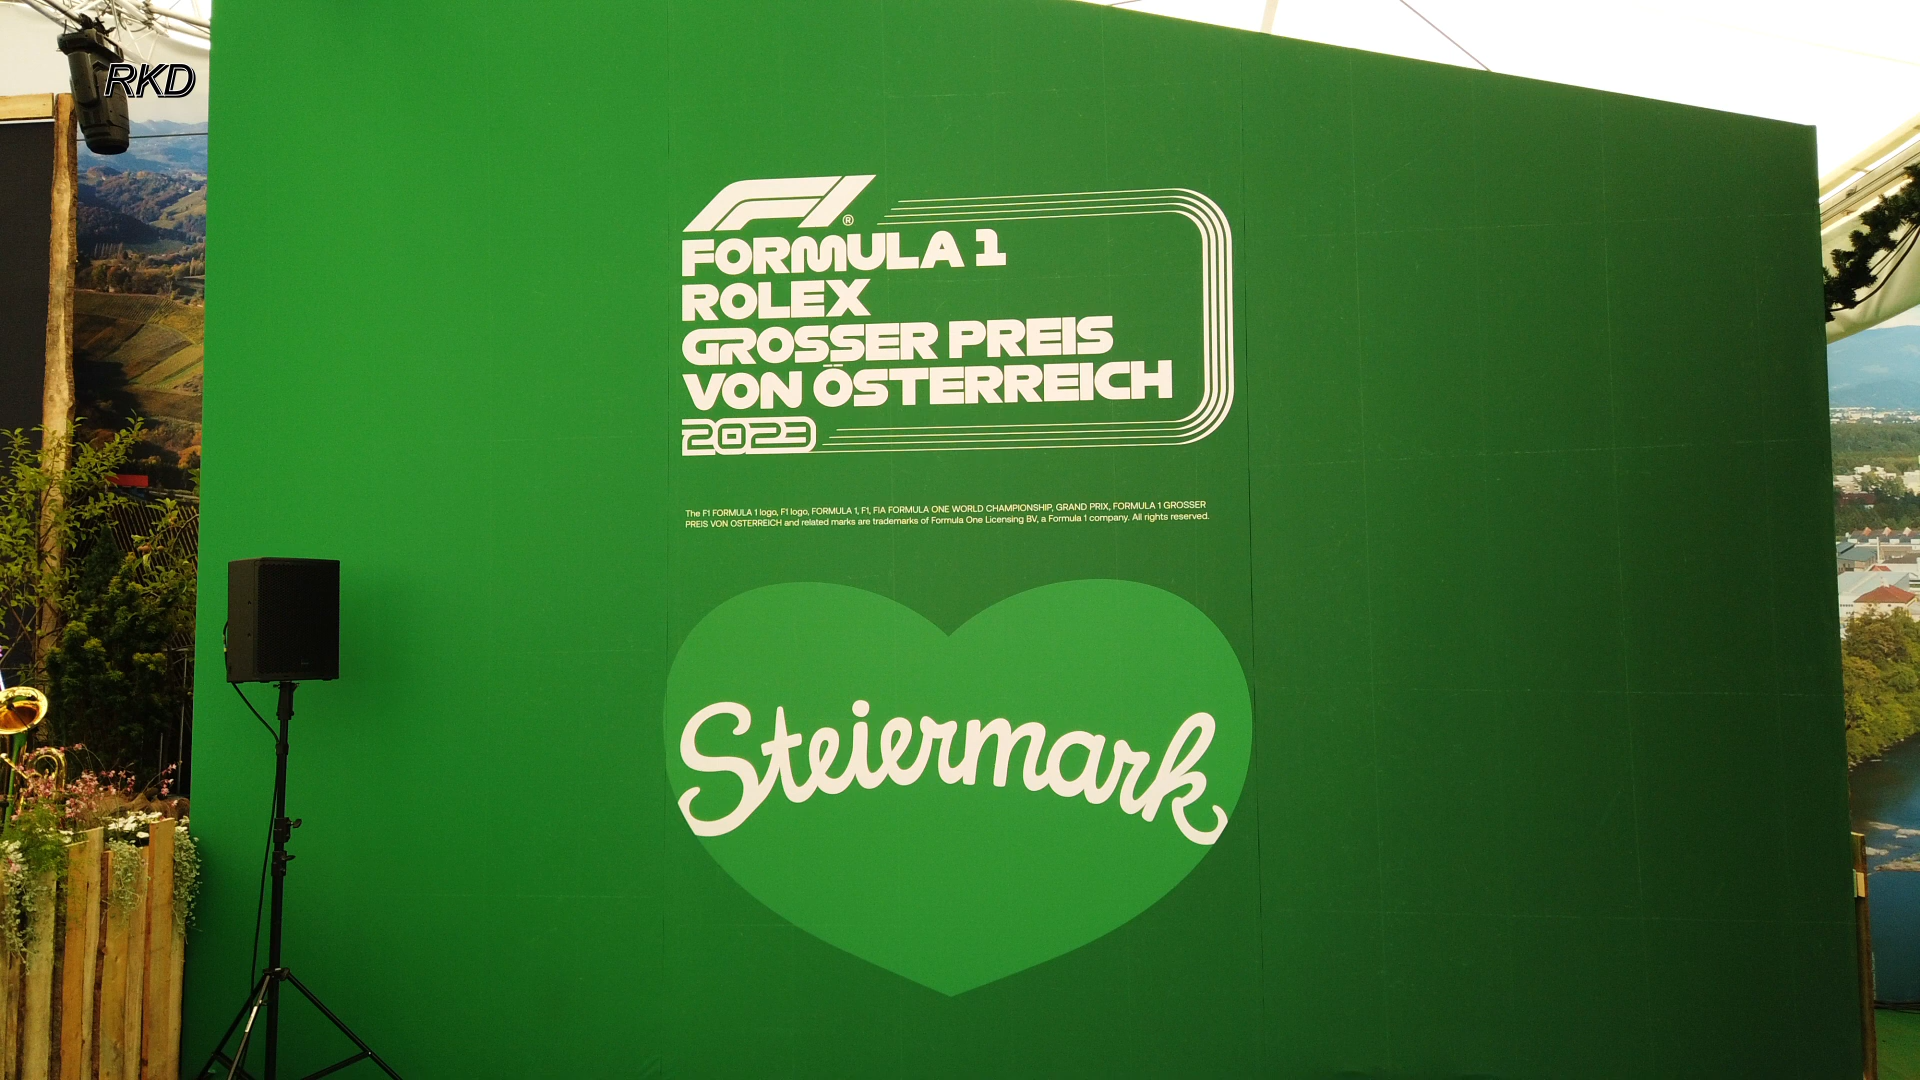 RKD
F1®
FORMULA 1
ROLEX
GROSSER PREIS
VON ÖSTERREICH
2023
The F1 FORMULA 1 logo, F1 logo, FORMULA 1, F1, FIA FORMULA ONE WORLD CHAMPIONSHIP, GRAND PRIX, FORMULA 1 GROSSER
PREIS VON OSTERREICH and related marks are trademarks of Formula One Licensing BV, a Formula 1 company. All rights reserved.
Steiermark